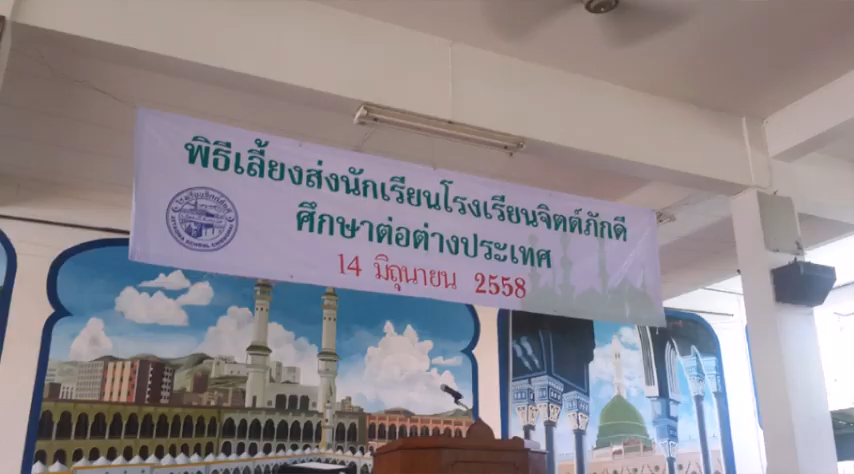 พิธีเลี้ยงส่งนักเรียนโรงเรียนจิตต์ภักดี
ศึกษาต่อต่างประเทศ
14 มิถุนายน 2558